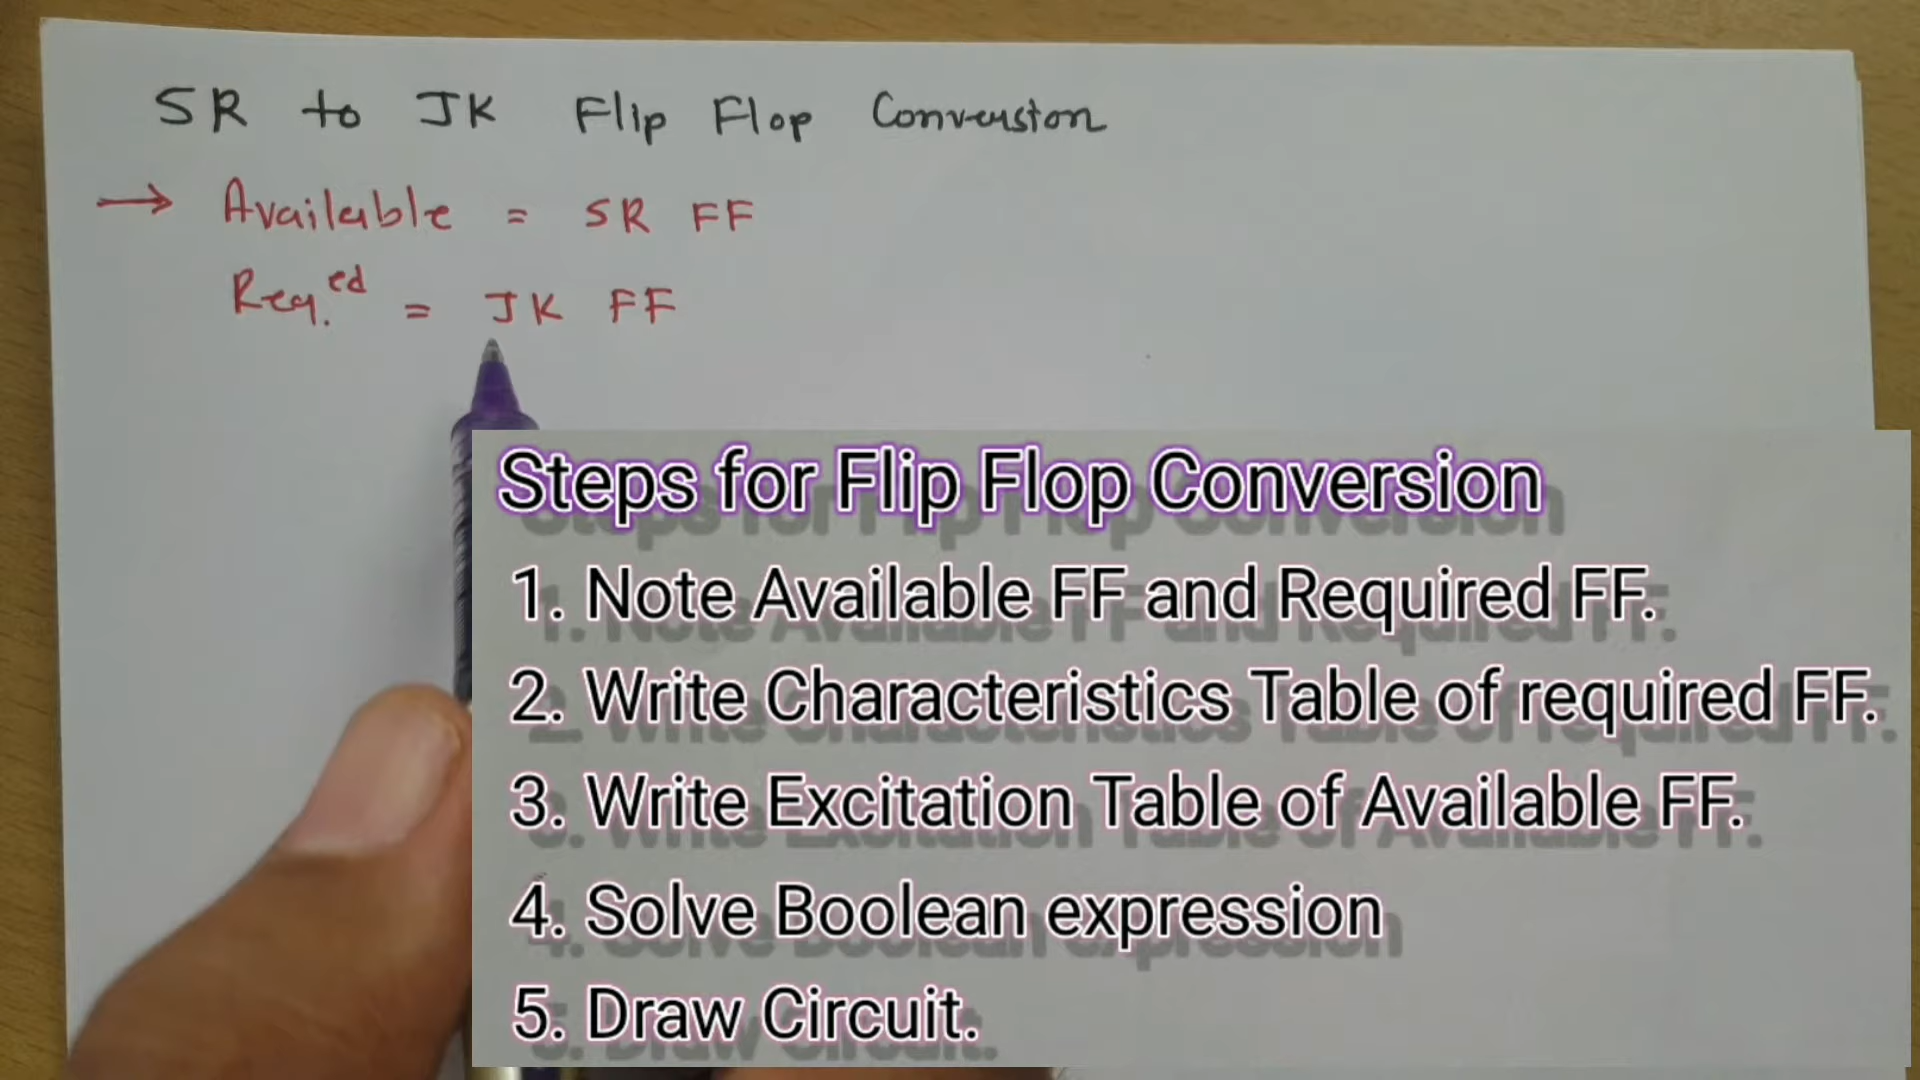 SR to JK Flip Flop Conversion
→ Available = SR FF
Req.ed = JK FF
Steps for Flip Flop Conversion
1. Note Available FF and Required FF.
2. Write Characteristics Table of required FF.
3. Write Excitation Table of Available FF.
4. Solve Boolean expression
5. Draw Circuit.